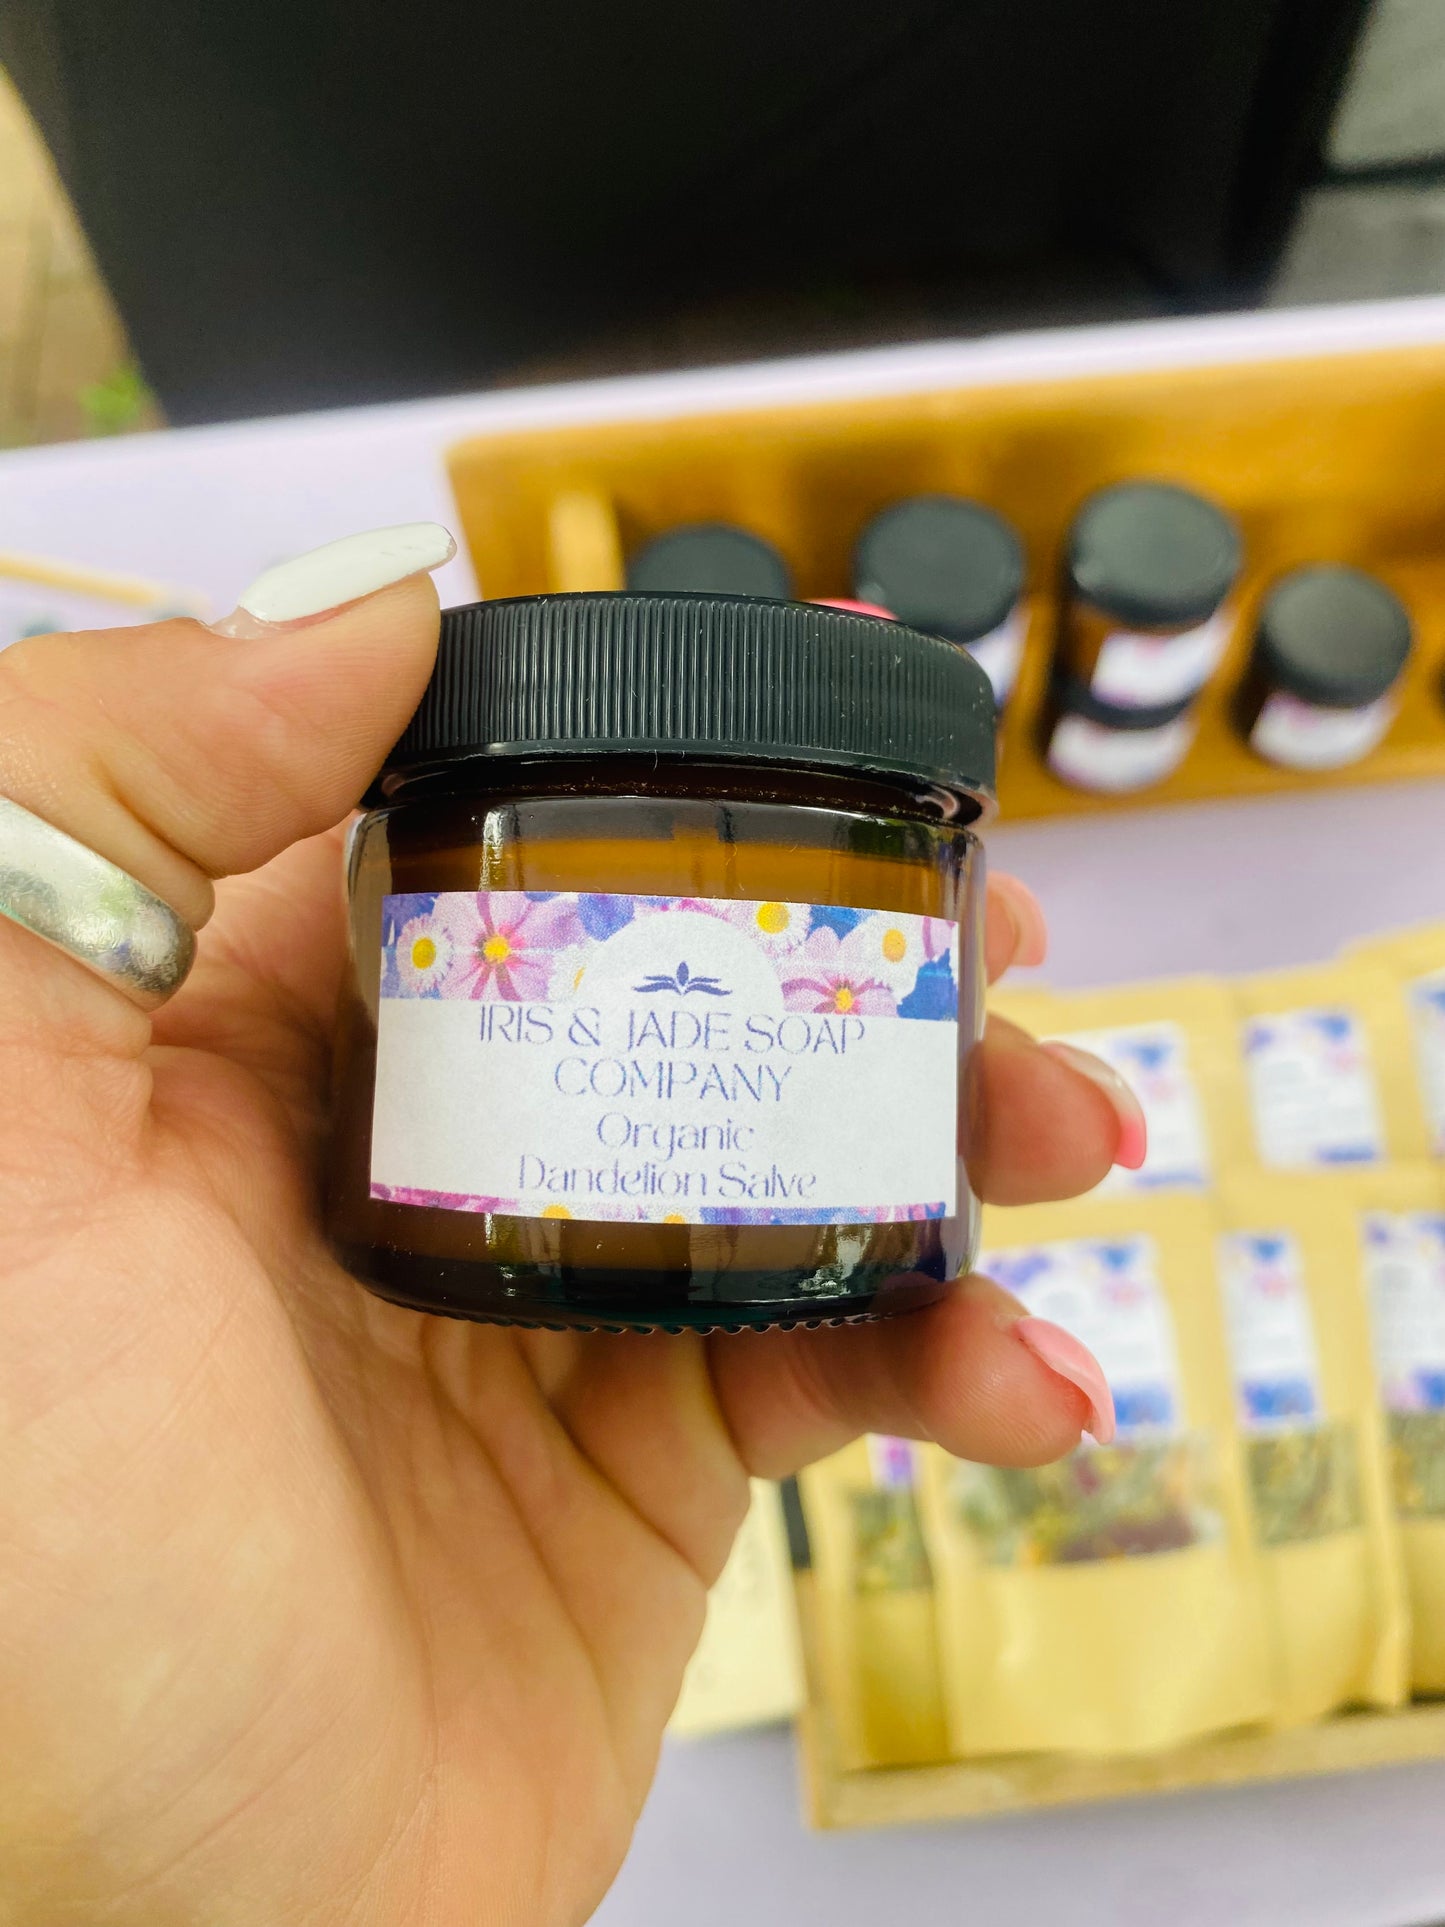 IRIS & JADE SOAP
COMPANY
Organic
Dandelion Salve